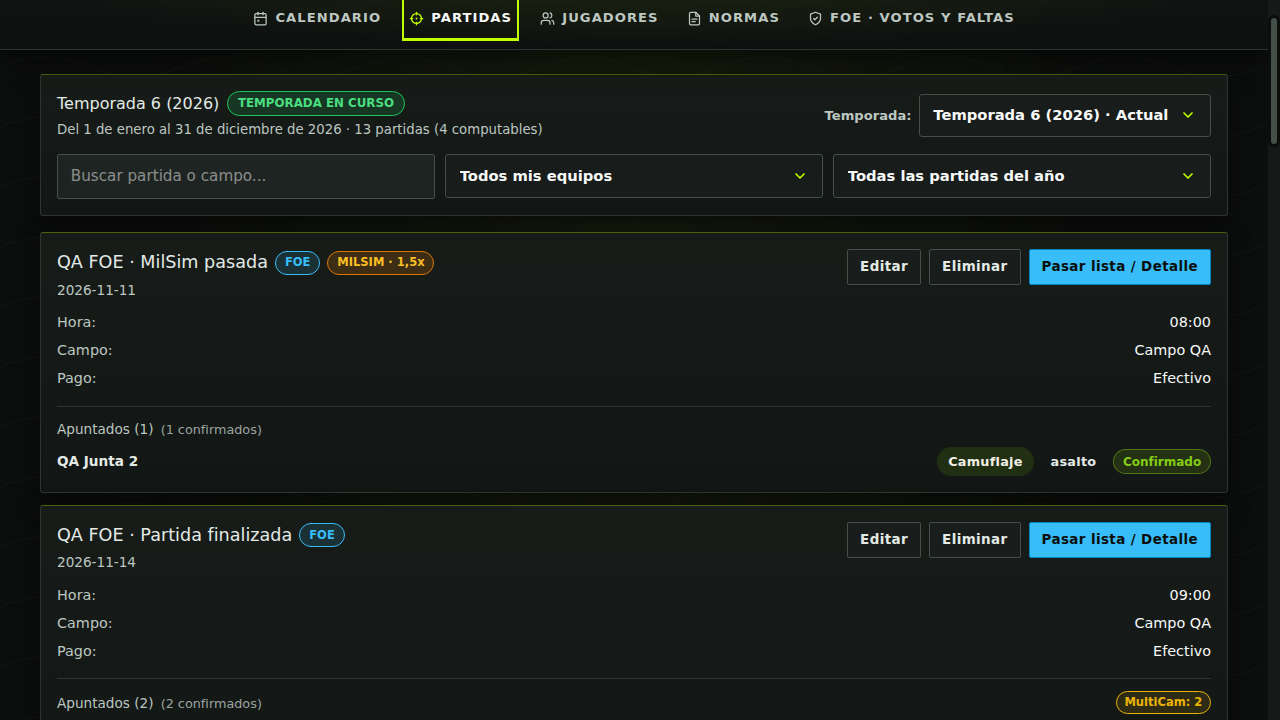 CALENDARIO PARTIDAS JUGADORES NORMAS FOE · VOTOS Y FALTAS
Temporada 6 (2026) TEMPORADA EN CURSO
Del 1 de enero al 31 de diciembre de 2026 · 13 partidas (4 computables)
Temporada: Temporada 6 (2026) · Actual
Buscar partida o campo... Todos mis equipos Todas las partidas del año
QA FOE · MilSim pasada FOE MILSIM · 1,5x Editar Eliminar Pasar lista / Detalle
2026-11-11
Hora: 08:00
Campo: Campo QA
Pago: Efectivo
Apuntados (1) (1 confirmados)
QA Junta 2 Camuflaje asalto Confirmado
QA FOE · Partida finalizada FOE Editar Eliminar Pasar lista / Detalle
2026-11-14
Hora: 09:00
Campo: Campo QA
Pago: Efectivo
Apuntados (2) (2 confirmados) MultiCam: 2